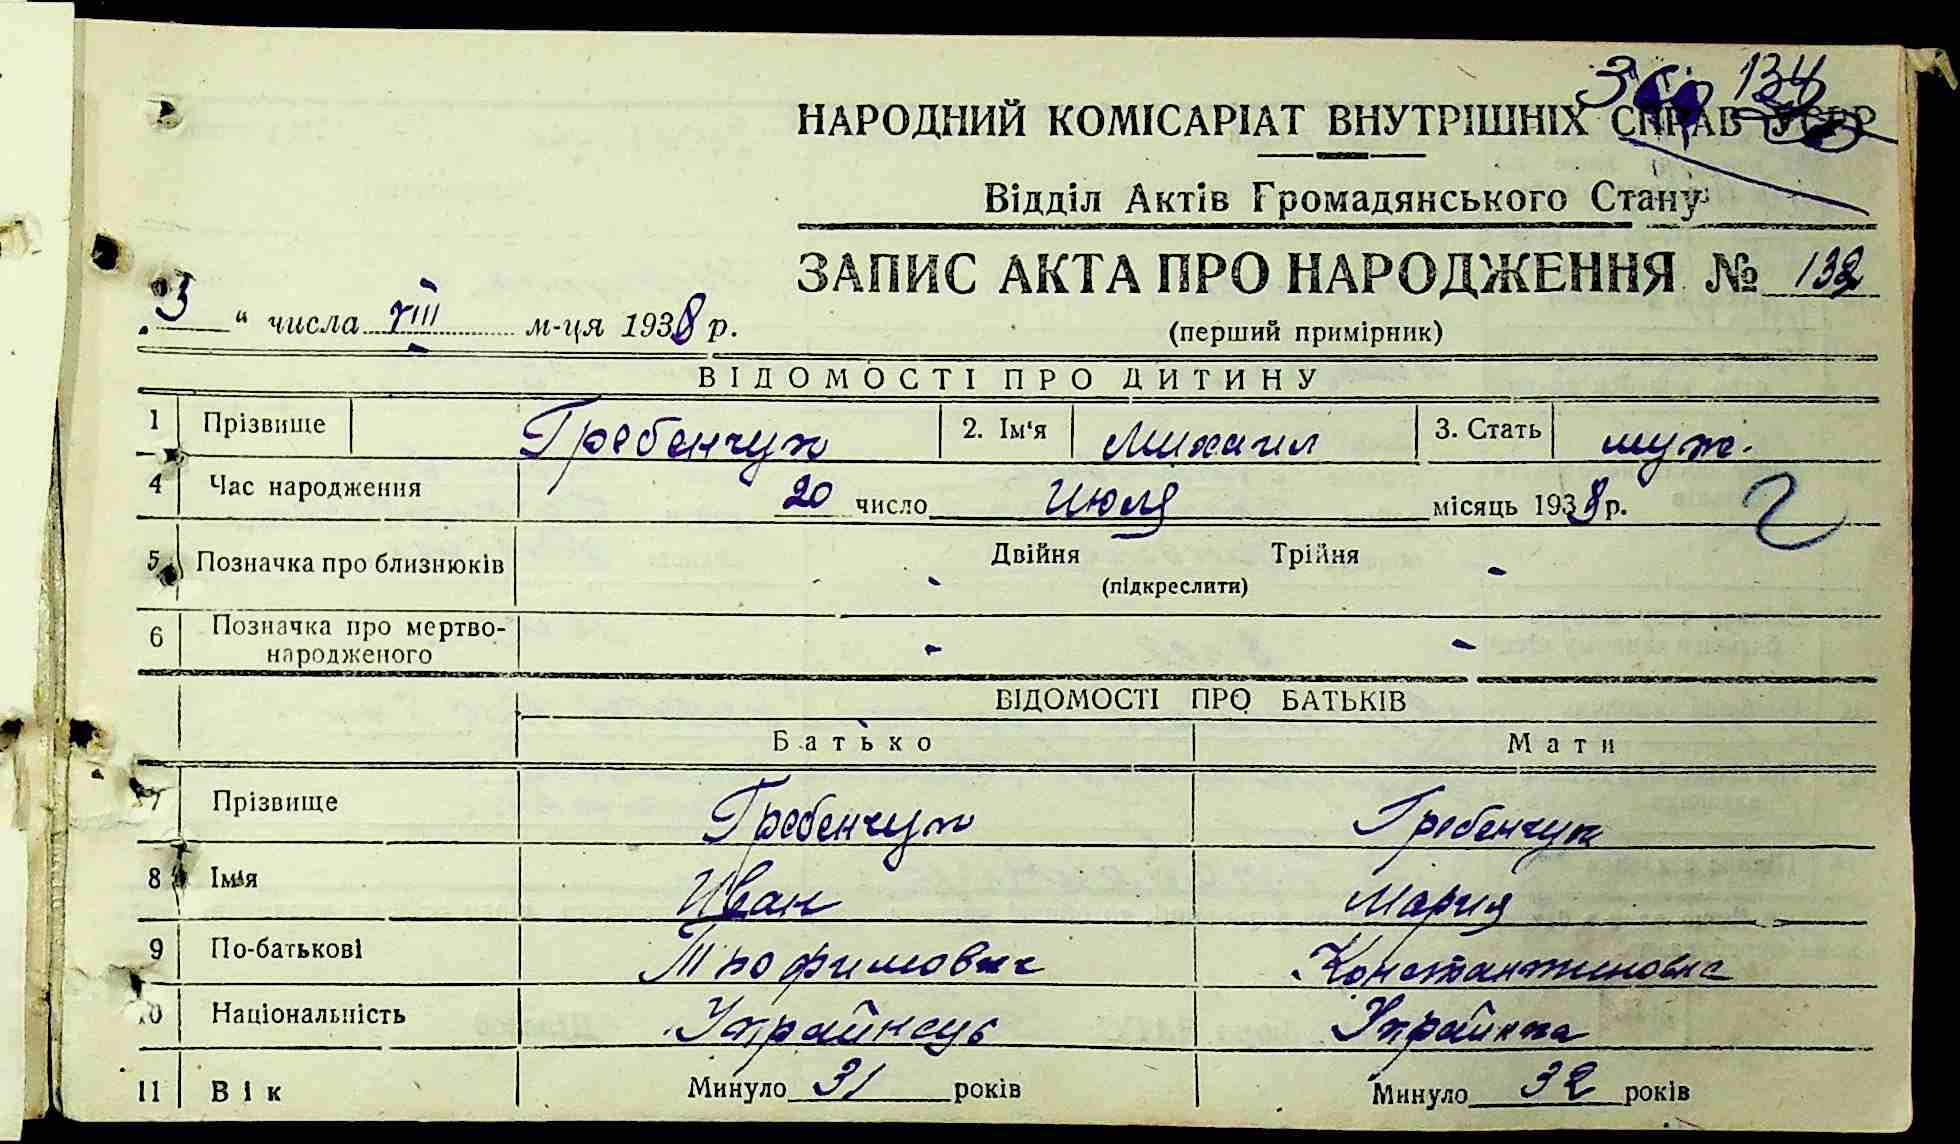 134
НАРОДНИЙ КОМІСАРІАТ ВНУТРІШНІХ СПРАВ УСРР
Відділ Актів Громадянського Стану
ЗАПИС АКТА ПРО НАРОДЖЕННЯ № 132
„3“ числа VIII м-ця 1938 р.
(перший примірник)
ВІДОМОСТІ ПРО ДИТИНУ
1 Прізвище Гребенчук 2. Ім'я Михаил 3. Стать муж.
4 Час народження 20 число Июля місяць 1938 р.
5 Позначка про близнюків Двійня - Трійня -
(підкреслити)
6 Позначка про мертво-
народженого - -
ВІДОМОСТІ ПРО БАТЬКІВ
Батько Мати
7 Прізвище Гребенчук Гребенчук
8 Імя Иван Мария
9 По-батькові Трофимович Константиновна
10 Національність Украинец Украинка
11 Вік Минуло 31 років Минуло 32 років